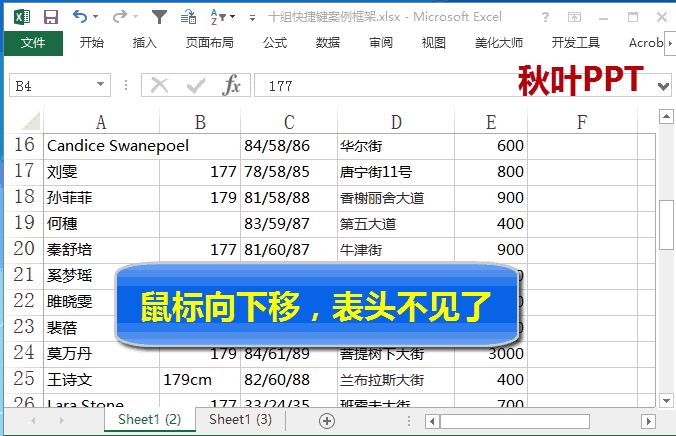 十组快捷键案例框架.xlsx - Microsoft Excel
文件 开始 插入 页面布局 公式 数据 审阅 视图 美化大师 开发工具 Acrob
B4 fx 177
秋叶PPT
A B C D E F
16 Candice Swanepoel 84/58/86 华尔街 600
17 刘雯 177 78/58/85 唐宁街11号 800
18 孙菲菲 179 81/58/88 香榭丽舍大道 900
19 何穗 83/59/87 第五大道 400
20 秦舒培 177 81/60/87 牛津街 900
21 奚梦瑶
22 雎晓雯
鼠标向下移，表头不见了
23 裴蓓
24 莫万丹 179 84/61/89 菩提树下大街 3000
25 王诗文 179cm 82/60/88 兰布拉斯大街 400
26 Lara Stone 177 33/24/35 班霍夫大街 700
Sheet1 (2) Sheet1 (3)